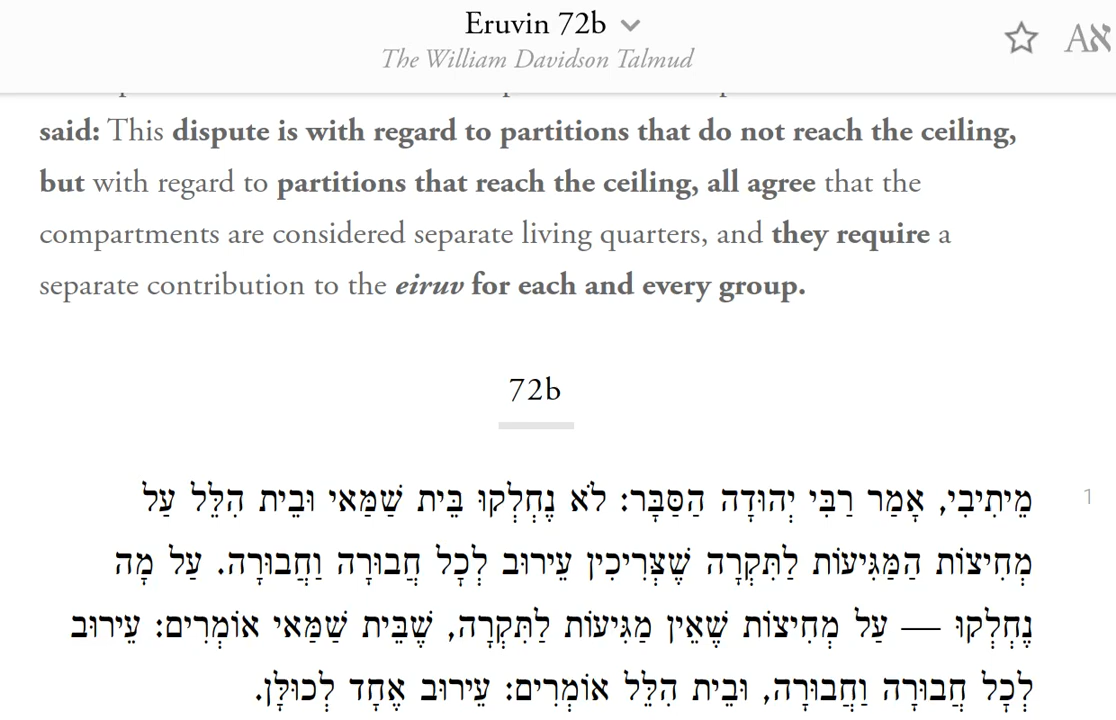 Eruvin 72b
The William Davidson Talmud
Aא
said: This dispute is with regard to partitions that do not reach the ceiling,
but with regard to partitions that reach the ceiling, all agree that the
compartments are considered separate living quarters, and they require a
separate contribution to the eiruv for each and every group.
72b
1
מֵיתִיבִי, אָמַר רַבִּי יְהוּדָה הַסַּבָּר: לֹא נֶחְלְקוּ בֵּית שַׁמַּאי וּבֵית הִלֵּל עַל
מְחִיצוֹת הַמַּגִּיעוֹת לַתִּקְרָה שֶׁצְּרִיכִין עֵירוּב לְכׇל חֲבוּרָה וַחֲבוּרָה. עַל מָה
נֶחְלְקוּ — עַל מְחִיצוֹת שֶׁאֵין מַגִּיעוֹת לַתִּקְרָה, שֶׁבֵּית שַׁמַּאי אוֹמְרִים: עֵירוּב
לְכׇל חֲבוּרָה וַחֲבוּרָה, וּבֵית הִלֵּל אוֹמְרִים: עֵירוּב אֶחָד לְכוּלָּן.